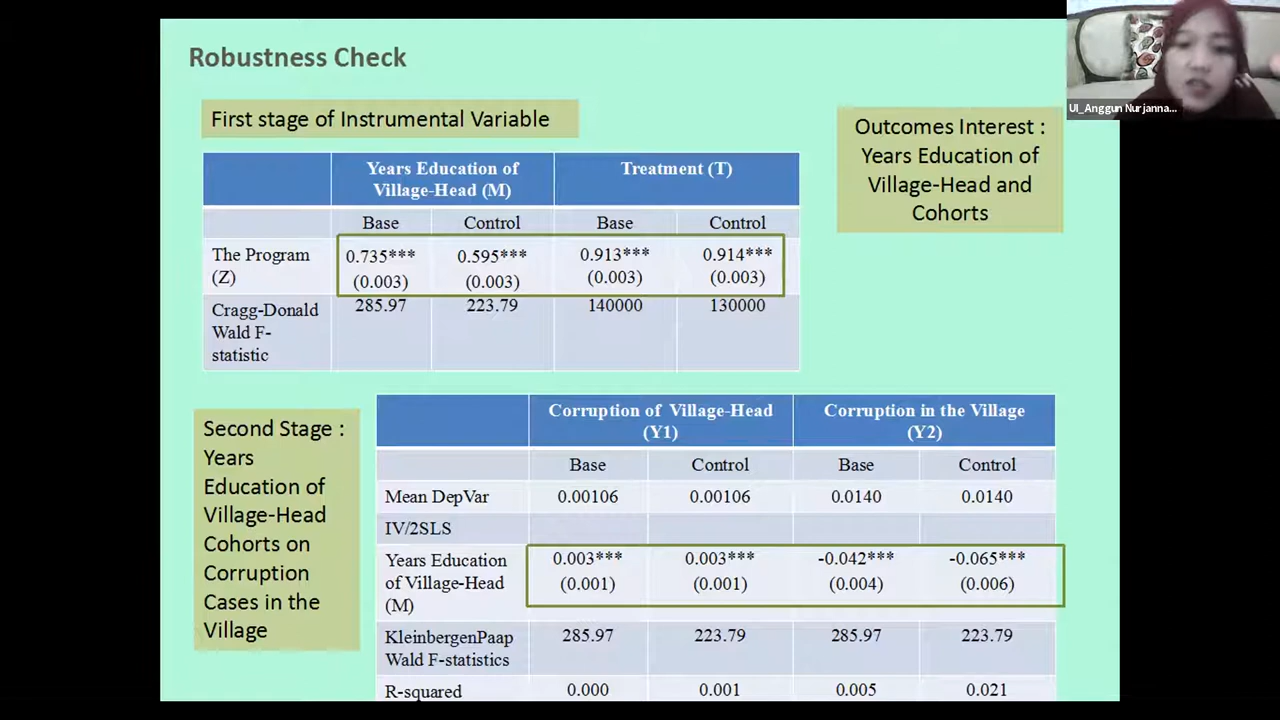 Robustness Check
First stage of Instrumental Variable
Outcomes Interest :
Years Education of
Village-Head and
Cohorts
UI_Anggun Nurjanna...
Years Education of Village-Head (M) Treatment (T)
Base Control Base Control
The Program (Z) 0.735*** 0.595*** 0.913*** 0.914***
(0.003) (0.003) (0.003) (0.003)
Cragg-Donald Wald F-statistic 285.97 223.79 140000 130000
Second Stage :
Years
Education of
Village-Head
Cohorts on
Corruption
Cases in the
Village
Corruption of Village-Head (Y1) Corruption in the Village (Y2)
Base Control Base Control
Mean DepVar 0.00106 0.00106 0.0140 0.0140
IV/2SLS
Years Education of Village-Head (M) 0.003*** 0.003*** -0.042*** -0.065***
(0.001) (0.001) (0.004) (0.006)
KleinbergenPaap Wald F-statistics 285.97 223.79 285.97 223.79
R-squared 0.000 0.001 0.005 0.021